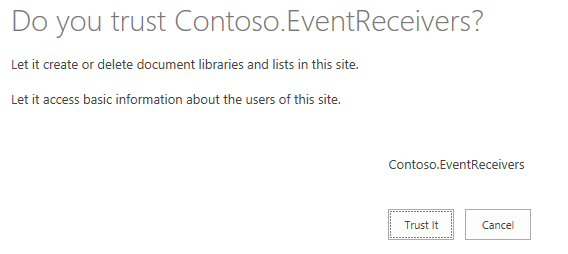 Do you trust Contoso.EventReceivers?
Let it create or delete document libraries and lists in this site.
Let it access basic information about the users of this site.
Contoso.EventReceivers
Trust It
Cancel